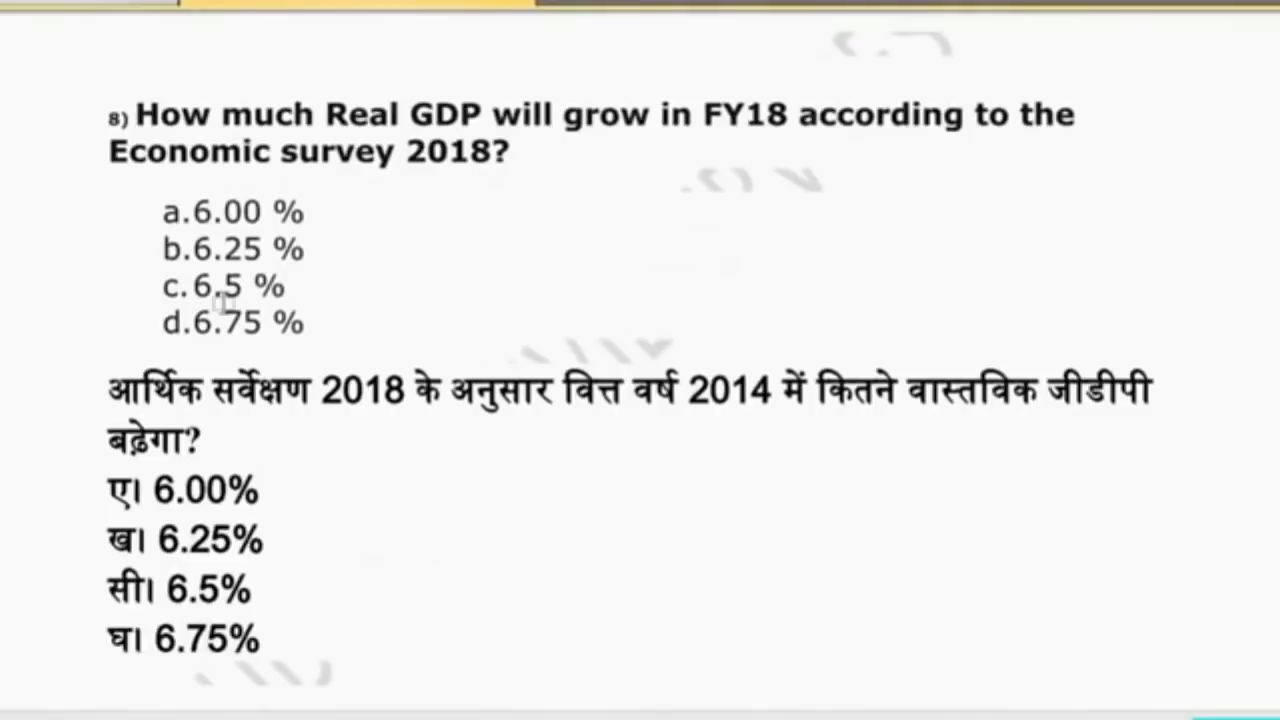 8) How much Real GDP will grow in FY18 according to the
Economic survey 2018?
a.6.00 %
b.6.25 %
c.6.5 %
d.6.75 %
आर्थिक सर्वेक्षण 2018 के अनुसार वित्त वर्ष 2014 में कितने वास्तविक जीडीपी
बढ़ेगा?
ए। 6.00%
ख। 6.25%
सी। 6.5%
घ। 6.75%